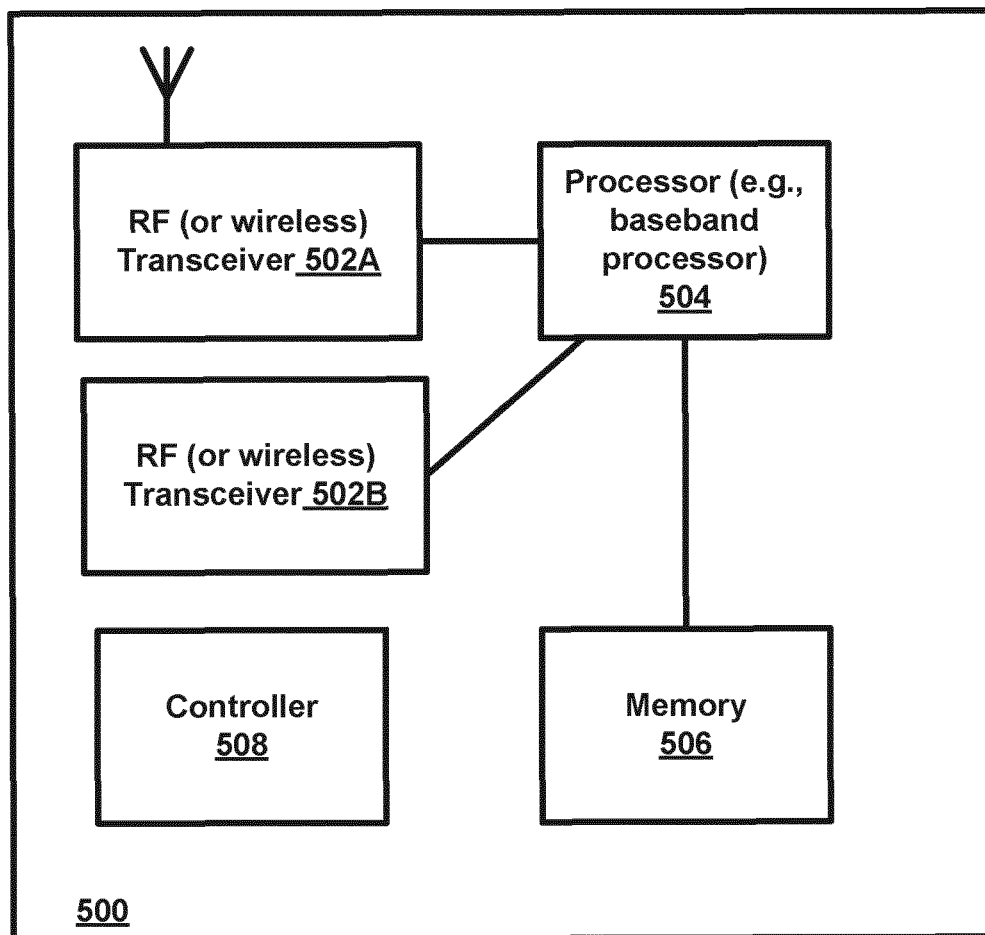 RF (or wireless)
Transceiver 502A
Processor (e.g.,
baseband
processor)
504
RF (or wireless)
Transceiver 502B
Controller
508
Memory
506
500